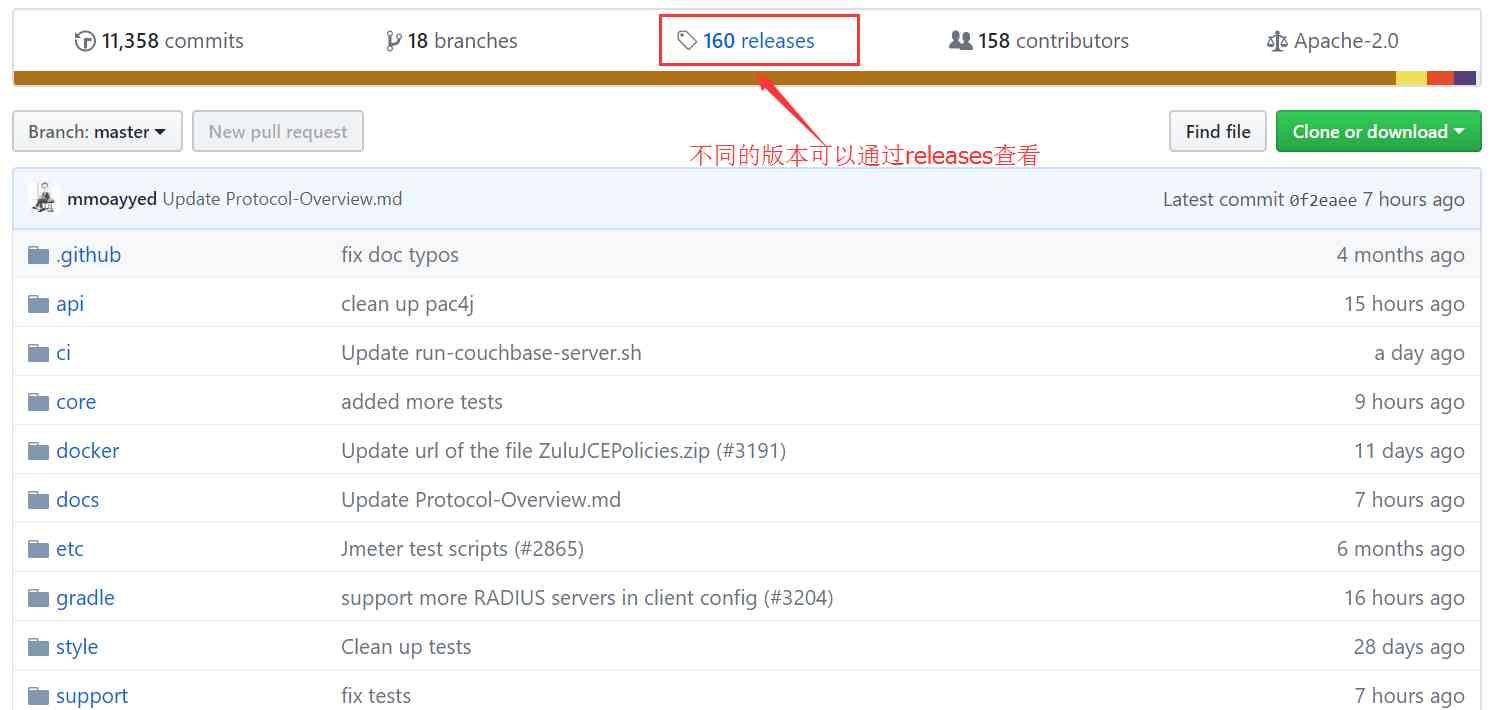 11,358 commits 18 branches 160 releases 158 contributors Apache-2.0
Branch: master New pull request Find file Clone or download
不同的版本可以通过releases查看
mmoayyed Update Protocol-Overview.md Latest commit 0f2eaee 7 hours ago
.github fix doc typos 4 months ago
api clean up pac4j 15 hours ago
ci Update run-couchbase-server.sh a day ago
core added more tests 9 hours ago
docker Update url of the file ZuluJCEPolicies.zip (#3191) 11 days ago
docs Update Protocol-Overview.md 7 hours ago
etc Jmeter test scripts (#2865) 6 months ago
gradle support more RADIUS servers in client config (#3204) 16 hours ago
style Clean up tests 28 days ago
support fix tests 7 hours ago